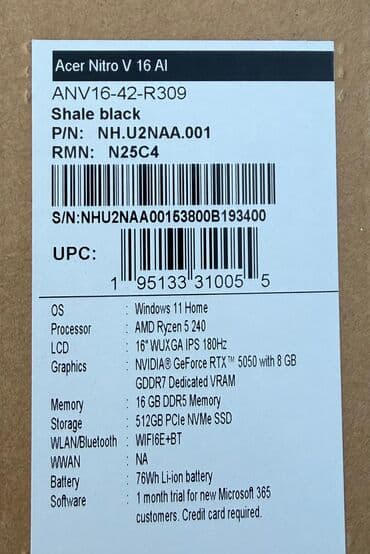 Acer Nitro V 16 AI
ANV16-42-R309
Shale black
P/N: NH.U2NAA.001
RMN: N25C4
S/N:NHU2NAA00153800B193400
UPC:
1 95133 31005 5
OS : Windows 11 Home
Processor : AMD Ryzen 5 240
LCD : 16" WUXGA IPS 180Hz
Graphics : NVIDIA® GeForce RTX™ 5050 with 8 GB
GDDR7 Dedicated VRAM
Memory : 16 GB DDR5 Memory
Storage : 512GB PCIe NVMe SSD
WLAN/Bluetooth : WIFI6E+BT
WWAN : NA
Battery : 76Wh Li-ion battery
Software : 1 month trial for new Microsoft 365
customers. Credit card required.